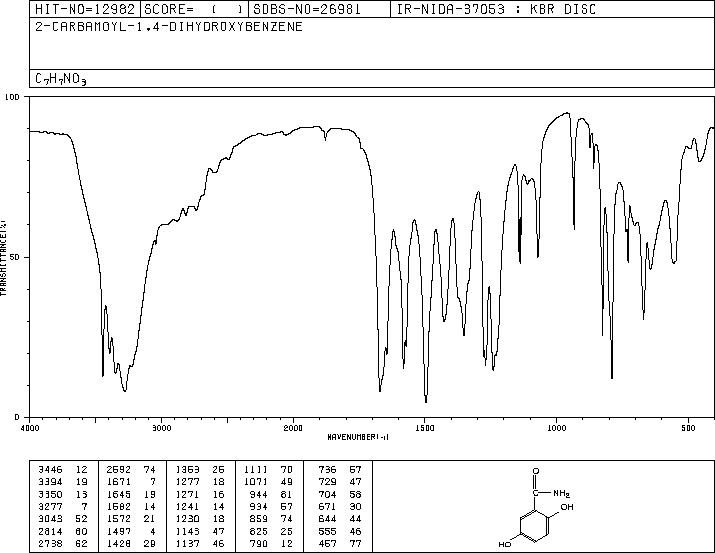 HIT-NO=12982 SCORE= ( ) SDBS-NO=26981 IR-NIDA-37053 : KBR DISC
2-CARBAMOYL-1,4-DIHYDROXYBENZENE
C7H7NO3
100
TRANSMITTANCE(%)
50
0
4000 3000 2000 1500 1000 500
WAVENUMBER(-1)
3446 12 2592 74 1353 25 1111 70 736 57
3394 19 1671 7 1277 18 1071 49 729 47
3350 13 1645 19 1271 16 944 81 704 58
3277 7 1582 14 1241 14 934 57 671 30
3043 52 1572 21 1230 18 859 74 644 44
2814 60 1497 4 1145 47 825 25 555 46
2738 62 1428 29 1137 46 790 12 457 77
O
C—NH2
OH
HO